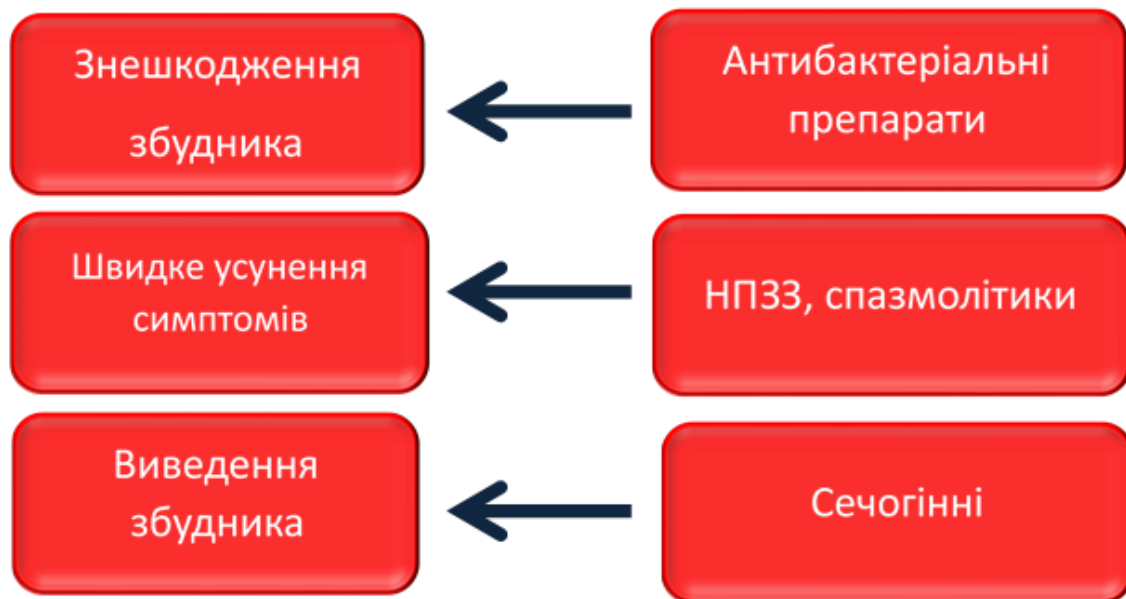 Знешкодження
збудника
Антибактеріальні
препарати
Швидке усунення
симптомів
НПЗЗ, спазмолітики
Виведення
збудника
Сечогінні